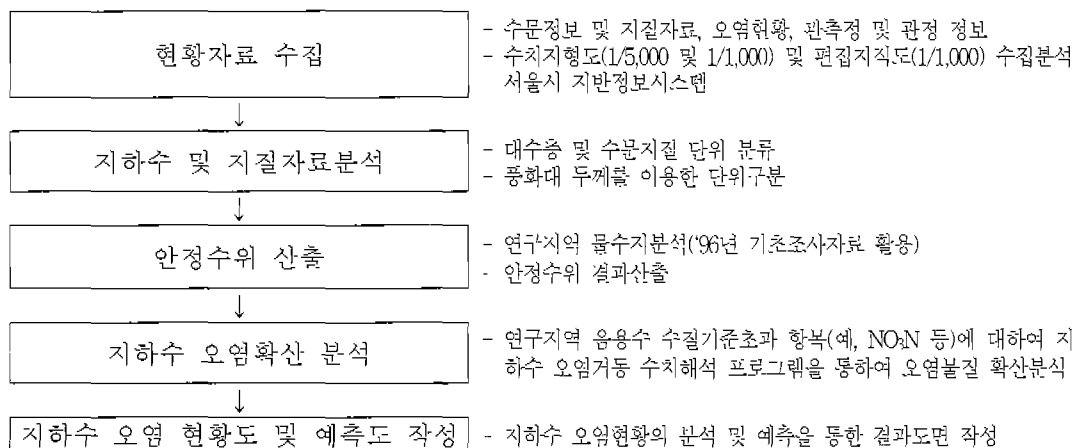 현황자료 수집
- 수문정보 및 지질자료, 오염현황, 관측정 및 관정 정보
- 수치지형도(1/5,000 및 1/1,000) 및 편집지적도(1/1,000) 수집분석
서울시 지반정보시스템
↓
지하수 및 지질자료분석
- 대수층 및 수문지질 단위 분류
- 풍화대 두께를 이용한 단위구분
↓
안정수위 산출
- 연구지역 물수지분석('96년 기초조사자료 활용)
- 안정수위 결과산출
↓
지하수 오염확산 분석
- 연구지역 음용수 수질기준초과 항목(예, NO₃N 등)에 대하여 지
하수 오염거동 수치해석 프로그램을 통하여 오염물질 확산분석
↓
지하수 오염 현황도 및 예측도 작성
- 지하수 오염현황의 분석 및 예측을 통한 결과도면 작성